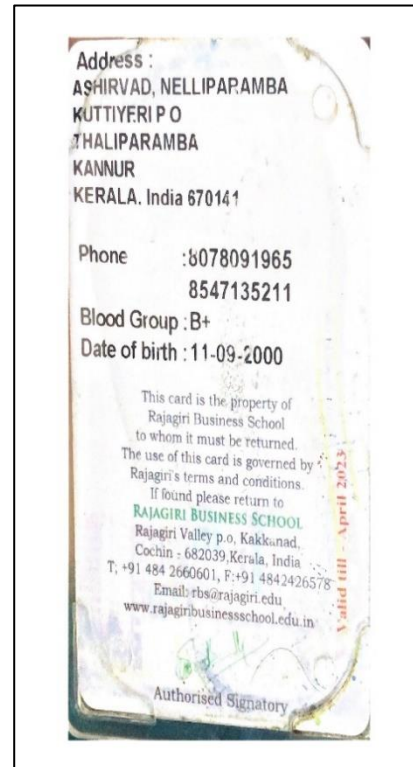 Address :
ASHIRVAD, NELLIPARAMBA
KUTTIYERI P O
THALIPARAMBA
KANNUR
KERALA. India 670141
Phone :8078091965
8547135211
Blood Group : B+
Date of birth : 11-09-2000
This card is the property of
Rajagiri Business School
to whom it must be returned.
The use of this card is governed by
Rajagiri's terms and conditions.
If found please return to
RAJAGIRI BUSINESS SCHOOL
Rajagiri Valley p.o, Kakkanad,
Cochin - 682039,Kerala, India
T; +91 484 2660601, F:+91 4842426578
Email: rbs@rajagiri.edu
www.rajagiribusinessschool.edu.in
Valid till - April 2023
Authorised Signatory